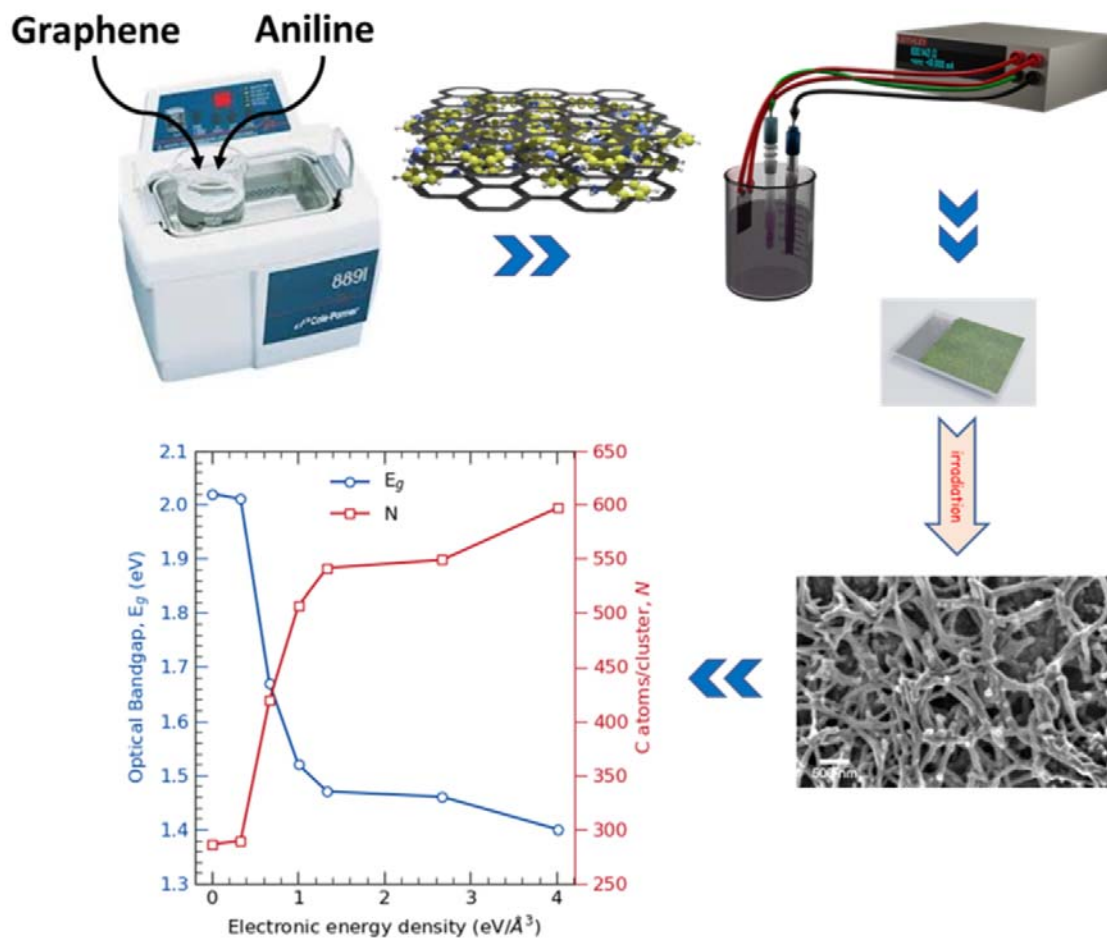 Graphene Aniline
8891
Cole-Parmer
irradiation
2.1
2.0
1.9
1.8
1.7
1.6
1.5
1.4
1.3
Optical Bandgap, Eg (eV)
Eg
N
650
600
550
500
450
400
350
300
250
C atoms/cluster, N
0 1 2 3 4
Electronic energy density (eV/Å³)
500 nm